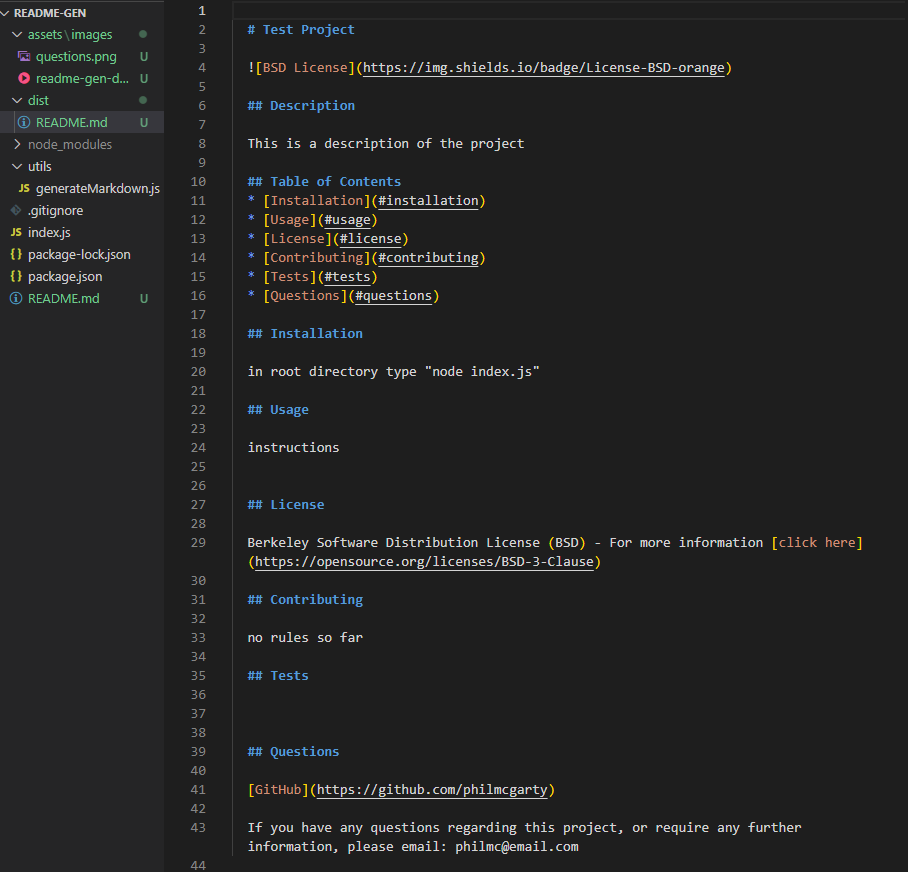 README-GEN
assets\images
questions.png U
readme-gen-d... U
dist
README.md U
node_modules
utils
JS generateMarkdown.js
.gitignore
JS index.js
{} package-lock.json
{} package.json
README.md U
1
2 # Test Project
3
4 ![BSD License](https://img.shields.io/badge/License-BSD-orange)
5
6 ## Description
7
8 This is a description of the project
9
10 ## Table of Contents
11 * [Installation](#installation)
12 * [Usage](#usage)
13 * [License](#license)
14 * [Contributing](#contributing)
15 * [Tests](#tests)
16 * [Questions](#questions)
17
18 ## Installation
19
20 in root directory type "node index.js"
21
22 ## Usage
23
24 instructions
25
26
27 ## License
28
29 Berkeley Software Distribution License (BSD) - For more information [click here]
(https://opensource.org/licenses/BSD-3-Clause)
30
31 ## Contributing
32
33 no rules so far
34
35 ## Tests
36
37
38
39 ## Questions
40
41 [GitHub](https://github.com/philmcgarty)
42
43 If you have any questions regarding this project, or require any further
information, please email: philmc@email.com
44